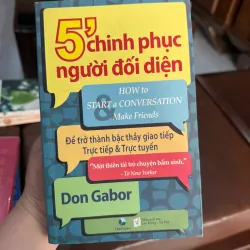 5' chinh phục
người đối diện
HOW to
START a CONVERSATION
& Make Friends
Để trở thành bậc thầy giao tiếp
Trực tiếp & Trực tuyến
"Một thiên tài trò chuyện bẩm sinh."
- Tờ New Yorker
Don Gabor